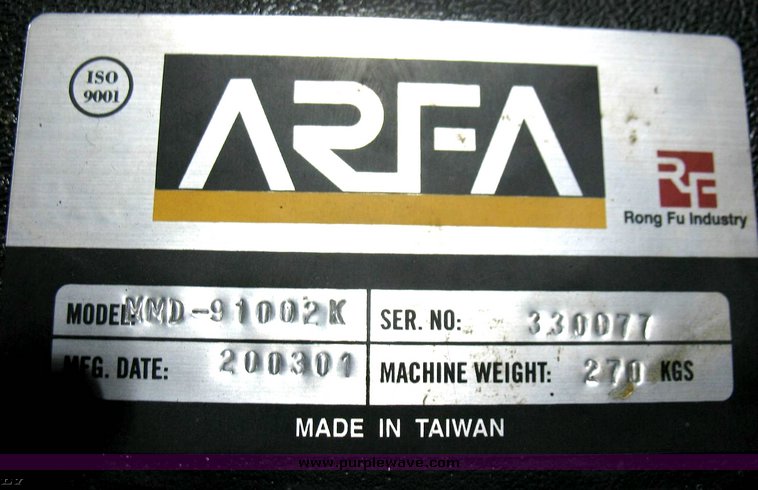 ISO
9001
ARFA
RF
Rong Fu Industry
MODEL: MMD-91002K
SER. NO: 330077
MFG. DATE: 200301
MACHINE WEIGHT: 270 KGS
MADE IN TAIWAN
www.purplewave.com